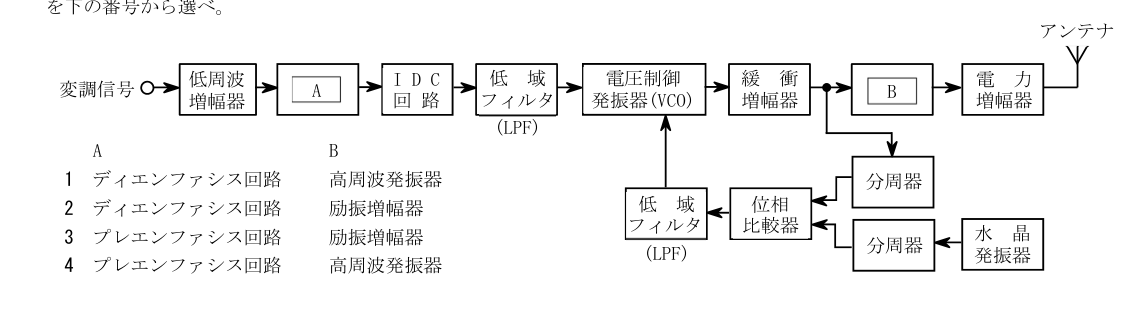 を下の番号から選べ。
アンテナ
変調信号
低周波
増幅器
A
ＩＤＣ
回 路
低 域
フィルタ
(LPF)
電圧制御
発振器(VCO)
緩 衝
増幅器
B
電 力
増幅器
分周器
低 域
フィルタ
(LPF)
位相
比較器
分周器
水 晶
発振器
A B
1 ディエンファシス回路 高周波発振器
2 ディエンファシス回路 励振増幅器
3 プレエンファシス回路 励振増幅器
4 プレエンファシス回路 高周波発振器